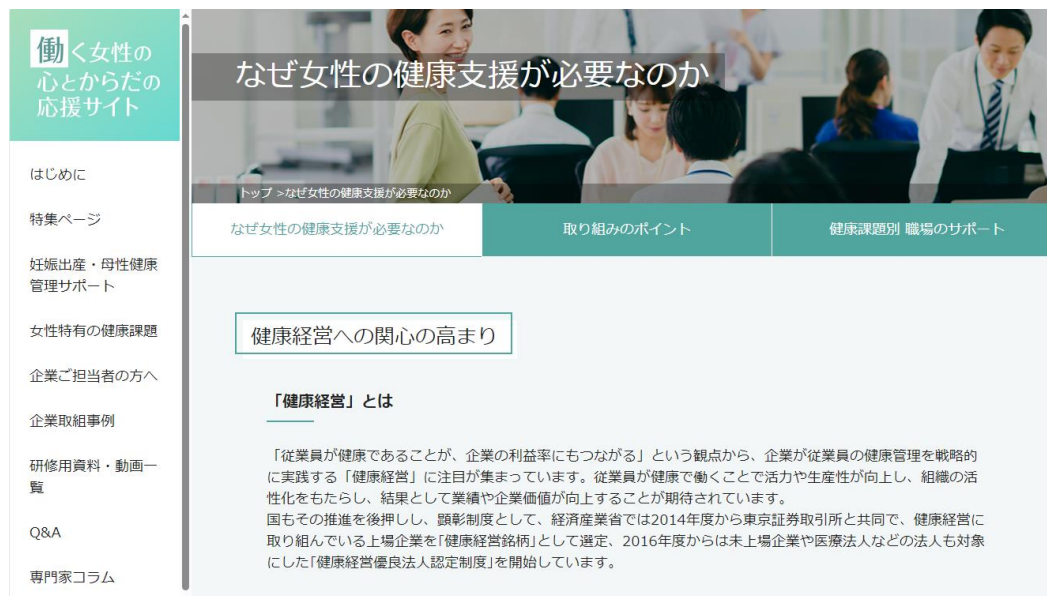 働く女性の
心とからだの
応援サイト
はじめに
特集ページ
妊娠出産・母性健康
管理サポート
女性特有の健康課題
企業ご担当者の方へ
企業取組事例
研修用資料・動画一
覧
Q&A
専門家コラム
なぜ女性の健康支援が必要なのか
トップ >なぜ女性の健康支援が必要なのか
なぜ女性の健康支援が必要なのか
取り組みのポイント
健康課題別 職場のサポート
健康経営への関心の高まり
「健康経営」とは
「従業員が健康であることが、企業の利益率にもつながる」という観点から、企業が従業員の健康管理を戦略的
に実践する「健康経営」に注目が集まっています。従業員が健康で働くことで活力や生産性が向上し、組織の活
性化をもたらし、結果として業績や企業価値が向上することが期待されています。
国もその推進を後押しし、顕彰制度として、経済産業省では2014年度から東京証券取引所と共同で、健康経営に
取り組んでいる上場企業を「健康経営銘柄」として選定、2016年度からは未上場企業や医療法人などの法人も対象
にした「健康経営優良法人認定制度」を開始しています。